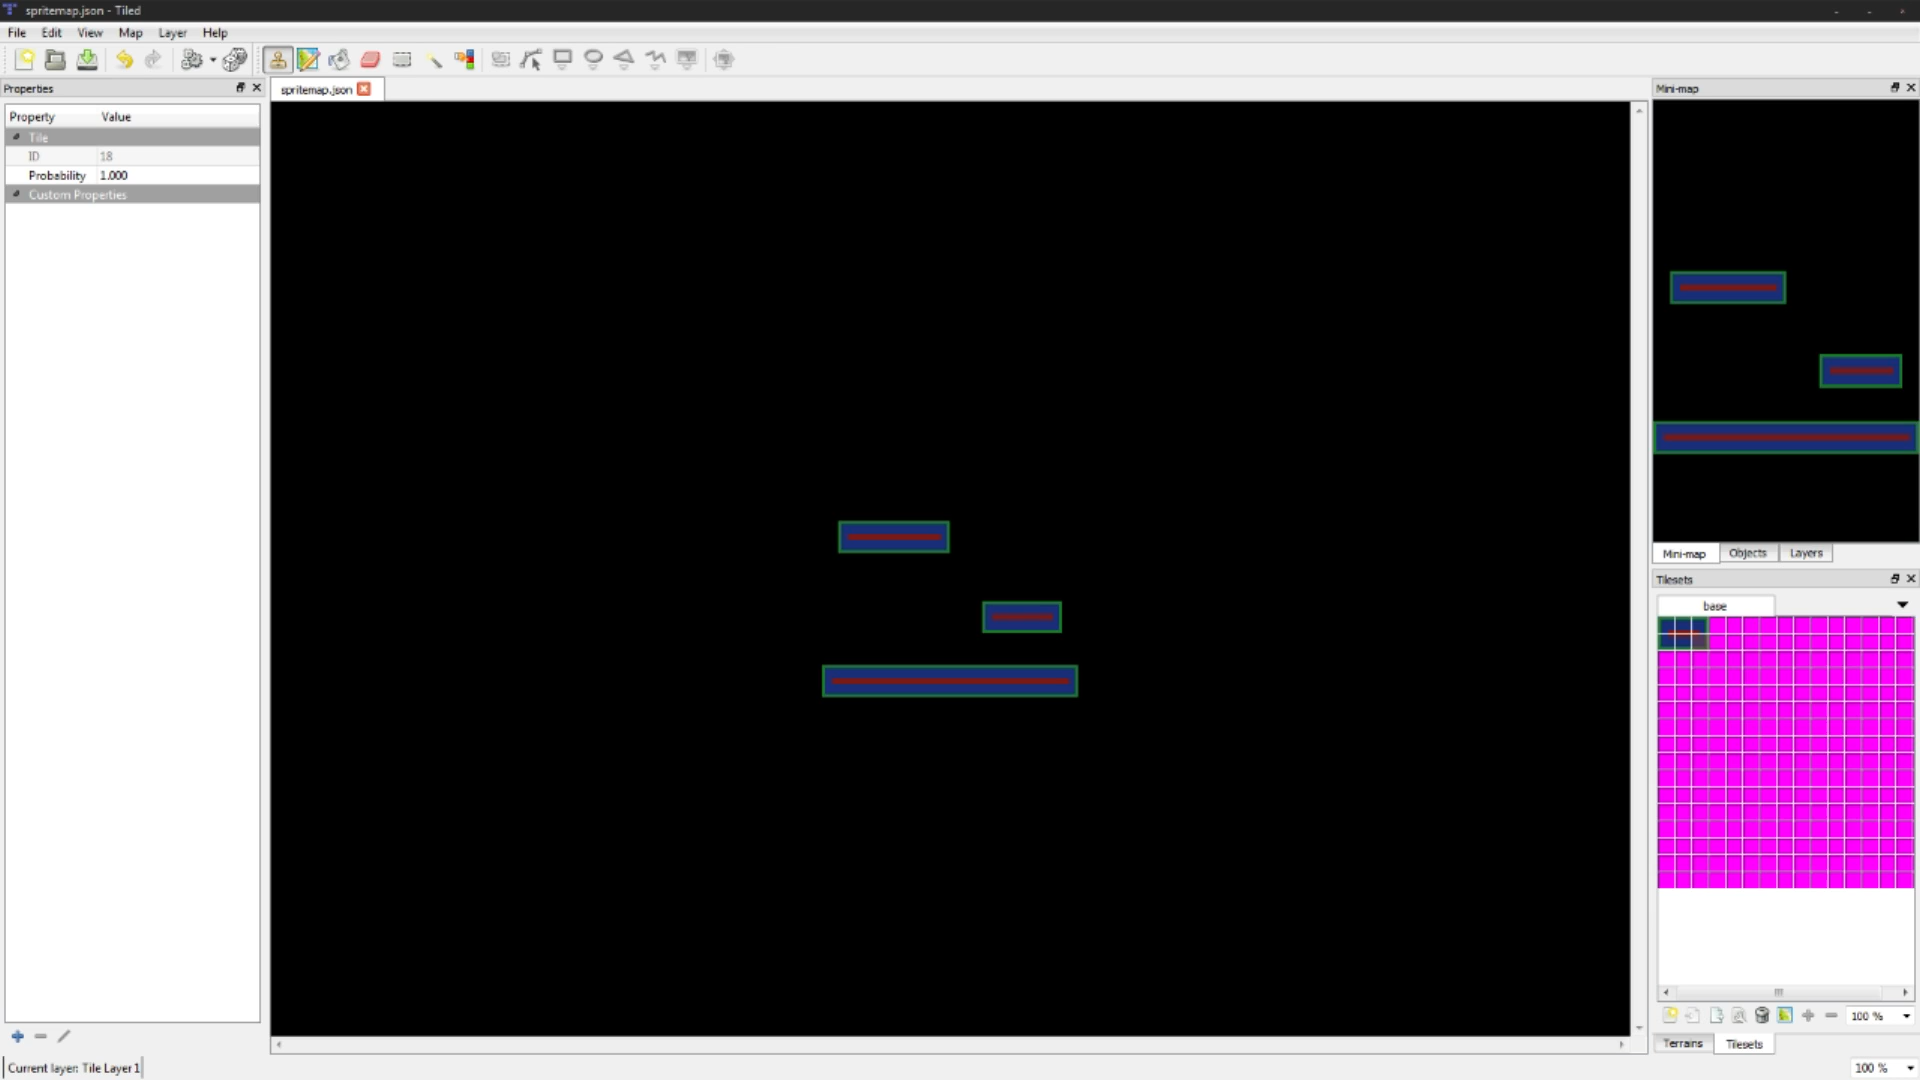 spritemap.json - Tiled
File Edit View Map Layer Help
Properties
spritemap.json
Mini-map
Property Value
Tile
ID 18
Probability 1.000
Custom Properties
Mini-map Objects Layers
Tilesets
base
100 %
Terrains Tilesets
Current layer: Tile Layer 1
100 %